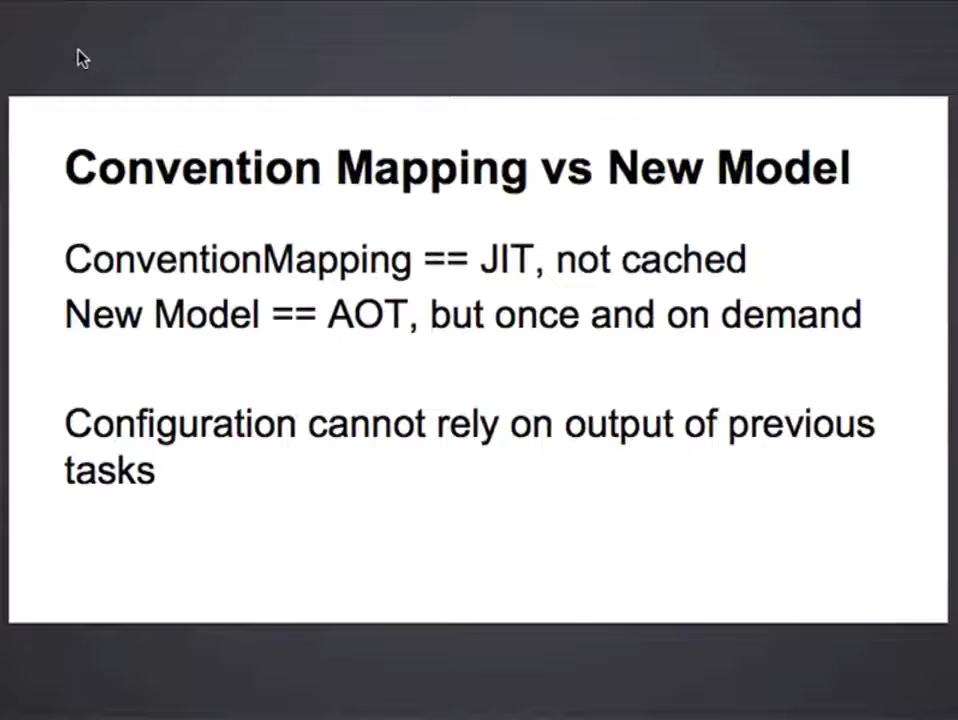 Convention Mapping vs New Model
ConventionMapping == JIT, not cached
New Model == AOT, but once and on demand
Configuration cannot rely on output of previous
tasks